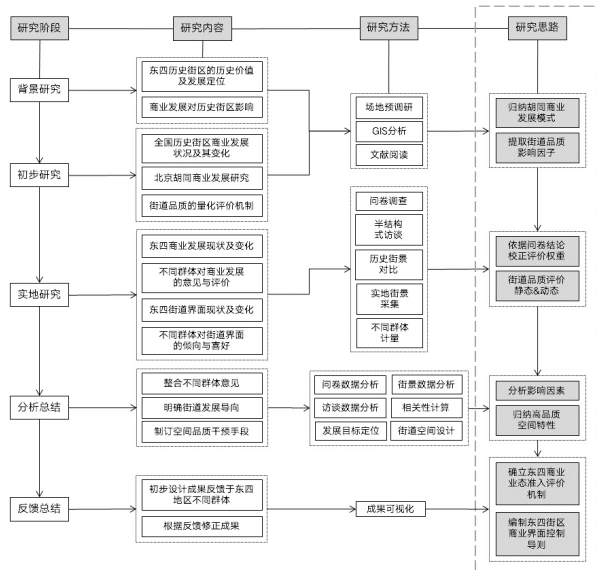 研究阶段
研究内容
研究方法
研究思路
背景研究
东四历史街区的历史价值
及发展定位
商业发展对历史街区影响
初步研究
全国历史街区商业发展
状况及其变化
北京胡同商业发展研究
街道品质的量化评价机制
场地预调研
GIS分析
文献阅读
归纳胡同商业
发展模式
提取街道品质
影响因子
实地研究
东四商业发展现状及变化
不同群体对商业发展
的意见与评价
东四街道界面现状及变化
不同群体对街道界面
的倾向与喜好
问卷调查
半结构
式访谈
历史街景
对比
实地街景
采集
不同群体
计量
依据问卷结论
校正评价权重
街道品质评价
静态&动态
分析总结
整合不同群体意见
明确街道发展导向
制订空间品质干预手段
问卷数据分析
街景数据分析
访谈数据分析
相关性计算
发展目标定位
街道空间设计
分析影响因素
归纳高品质
空间特性
反馈总结
初步设计成果反馈于东四
地区不同群体
根据反馈修正成果
成果可视化
确立东四商业
业态准入评价
机制
编制东四街区
商业界面控制
导则